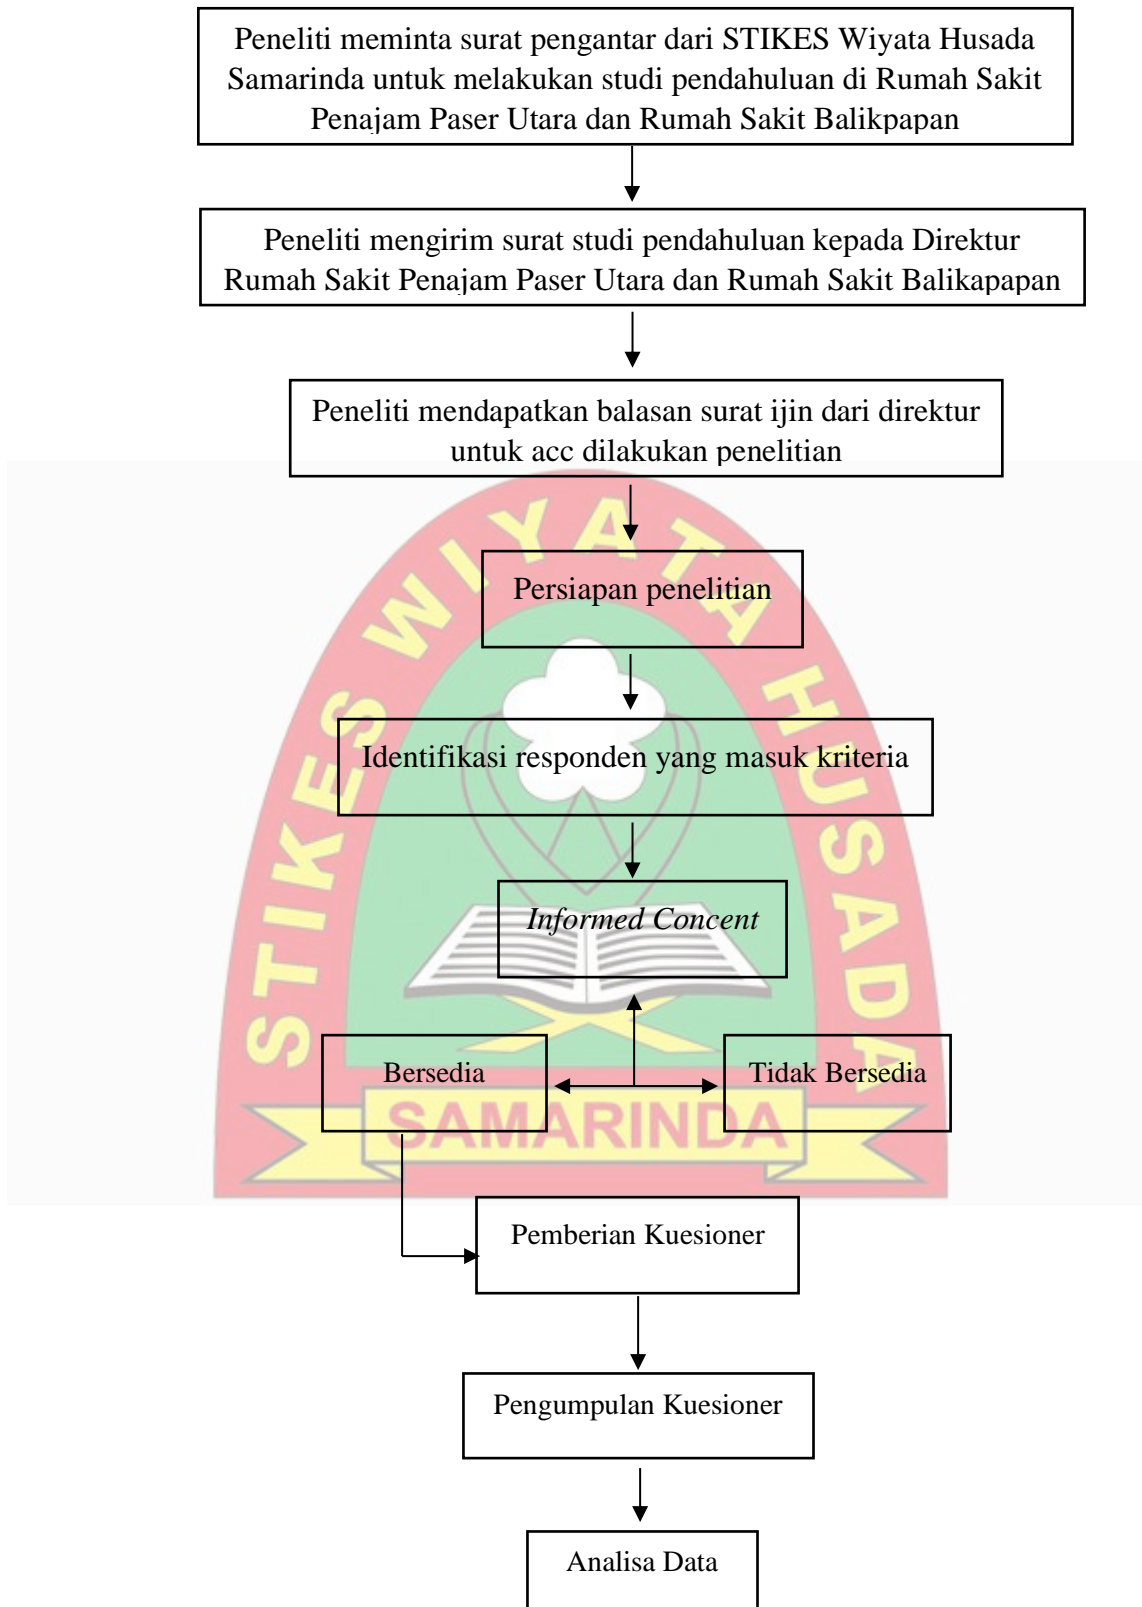 Peneliti meminta surat pengantar dari STIKES Wiyata Husada
Samarinda untuk melakukan studi pendahuluan di Rumah Sakit
Penajam Paser Utara dan Rumah Sakit Balikpapan
Peneliti mengirim surat studi pendahuluan kepada Direktur
Rumah Sakit Penajam Paser Utara dan Rumah Sakit Balikapapan
Peneliti mendapatkan balasan surat ijin dari direktur
untuk acc dilakukan penelitian
Persiapan penelitian
Identifikasi responden yang masuk kriteria
Informed Concent
Bersedia
Tidak Bersedia
Pemberian Kuesioner
Pengumpulan Kuesioner
Analisa Data
STIKES WIYATA HUSADA
SAMARINDA